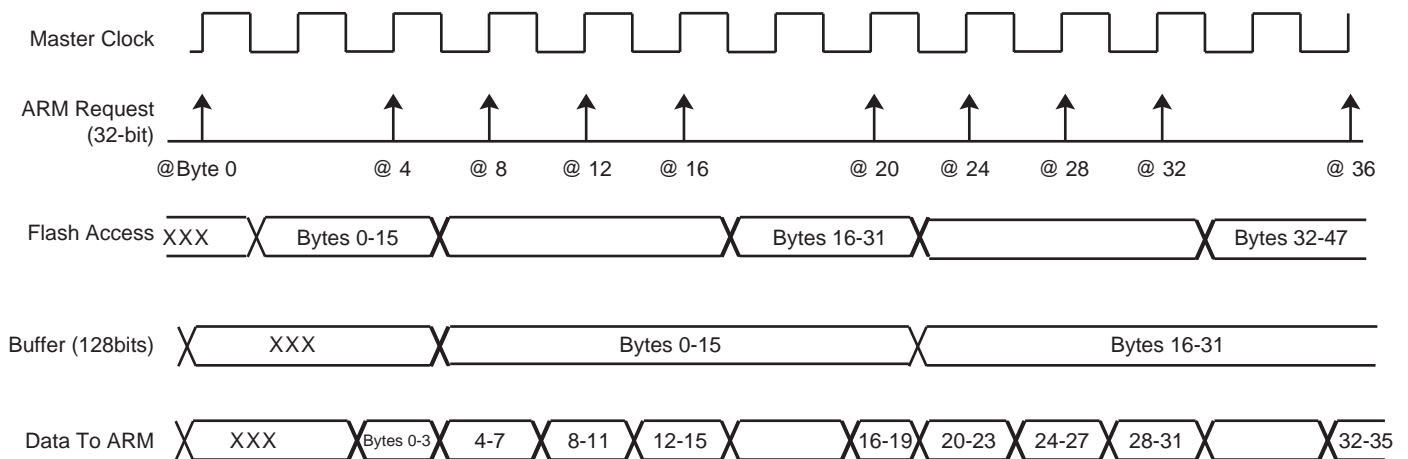 Master Clock
ARM Request
(32-bit)
@Byte 0 @ 4 @ 8 @ 12 @ 16 @ 20 @ 24 @ 28 @ 32 @ 36
Flash Access XXX Bytes 0-15 Bytes 16-31 Bytes 32-47
Buffer (128bits) XXX Bytes 0-15 Bytes 16-31
Data To ARM XXX Bytes 0-3 4-7 8-11 12-15 16-19 20-23 24-27 28-31 32-35